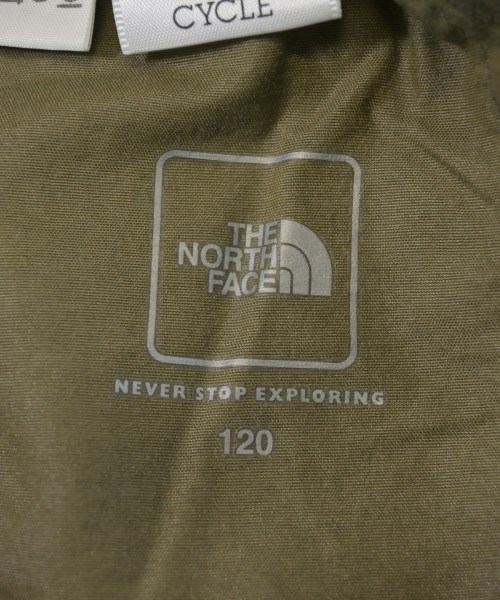 CYCLE
THE
NORTH
FACE
NEVER STOP EXPLORING
120